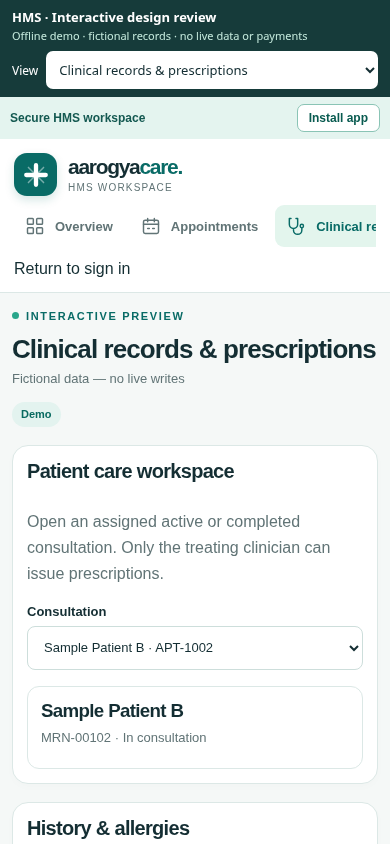 HMS · Interactive design review
Offline demo · fictional records · no live data or payments
View
Clinical records & prescriptions
Secure HMS workspace
Install app
aarogyacare.
HMS WORKSPACE
Overview
Appointments
Clinical re
Return to sign in
INTERACTIVE PREVIEW
Clinical records & prescriptions
Fictional data — no live writes
Demo
Patient care workspace
Open an assigned active or completed
consultation. Only the treating clinician can
issue prescriptions.
Consultation
Sample Patient B · APT-1002
Sample Patient B
MRN-00102 · In consultation
History & allergies